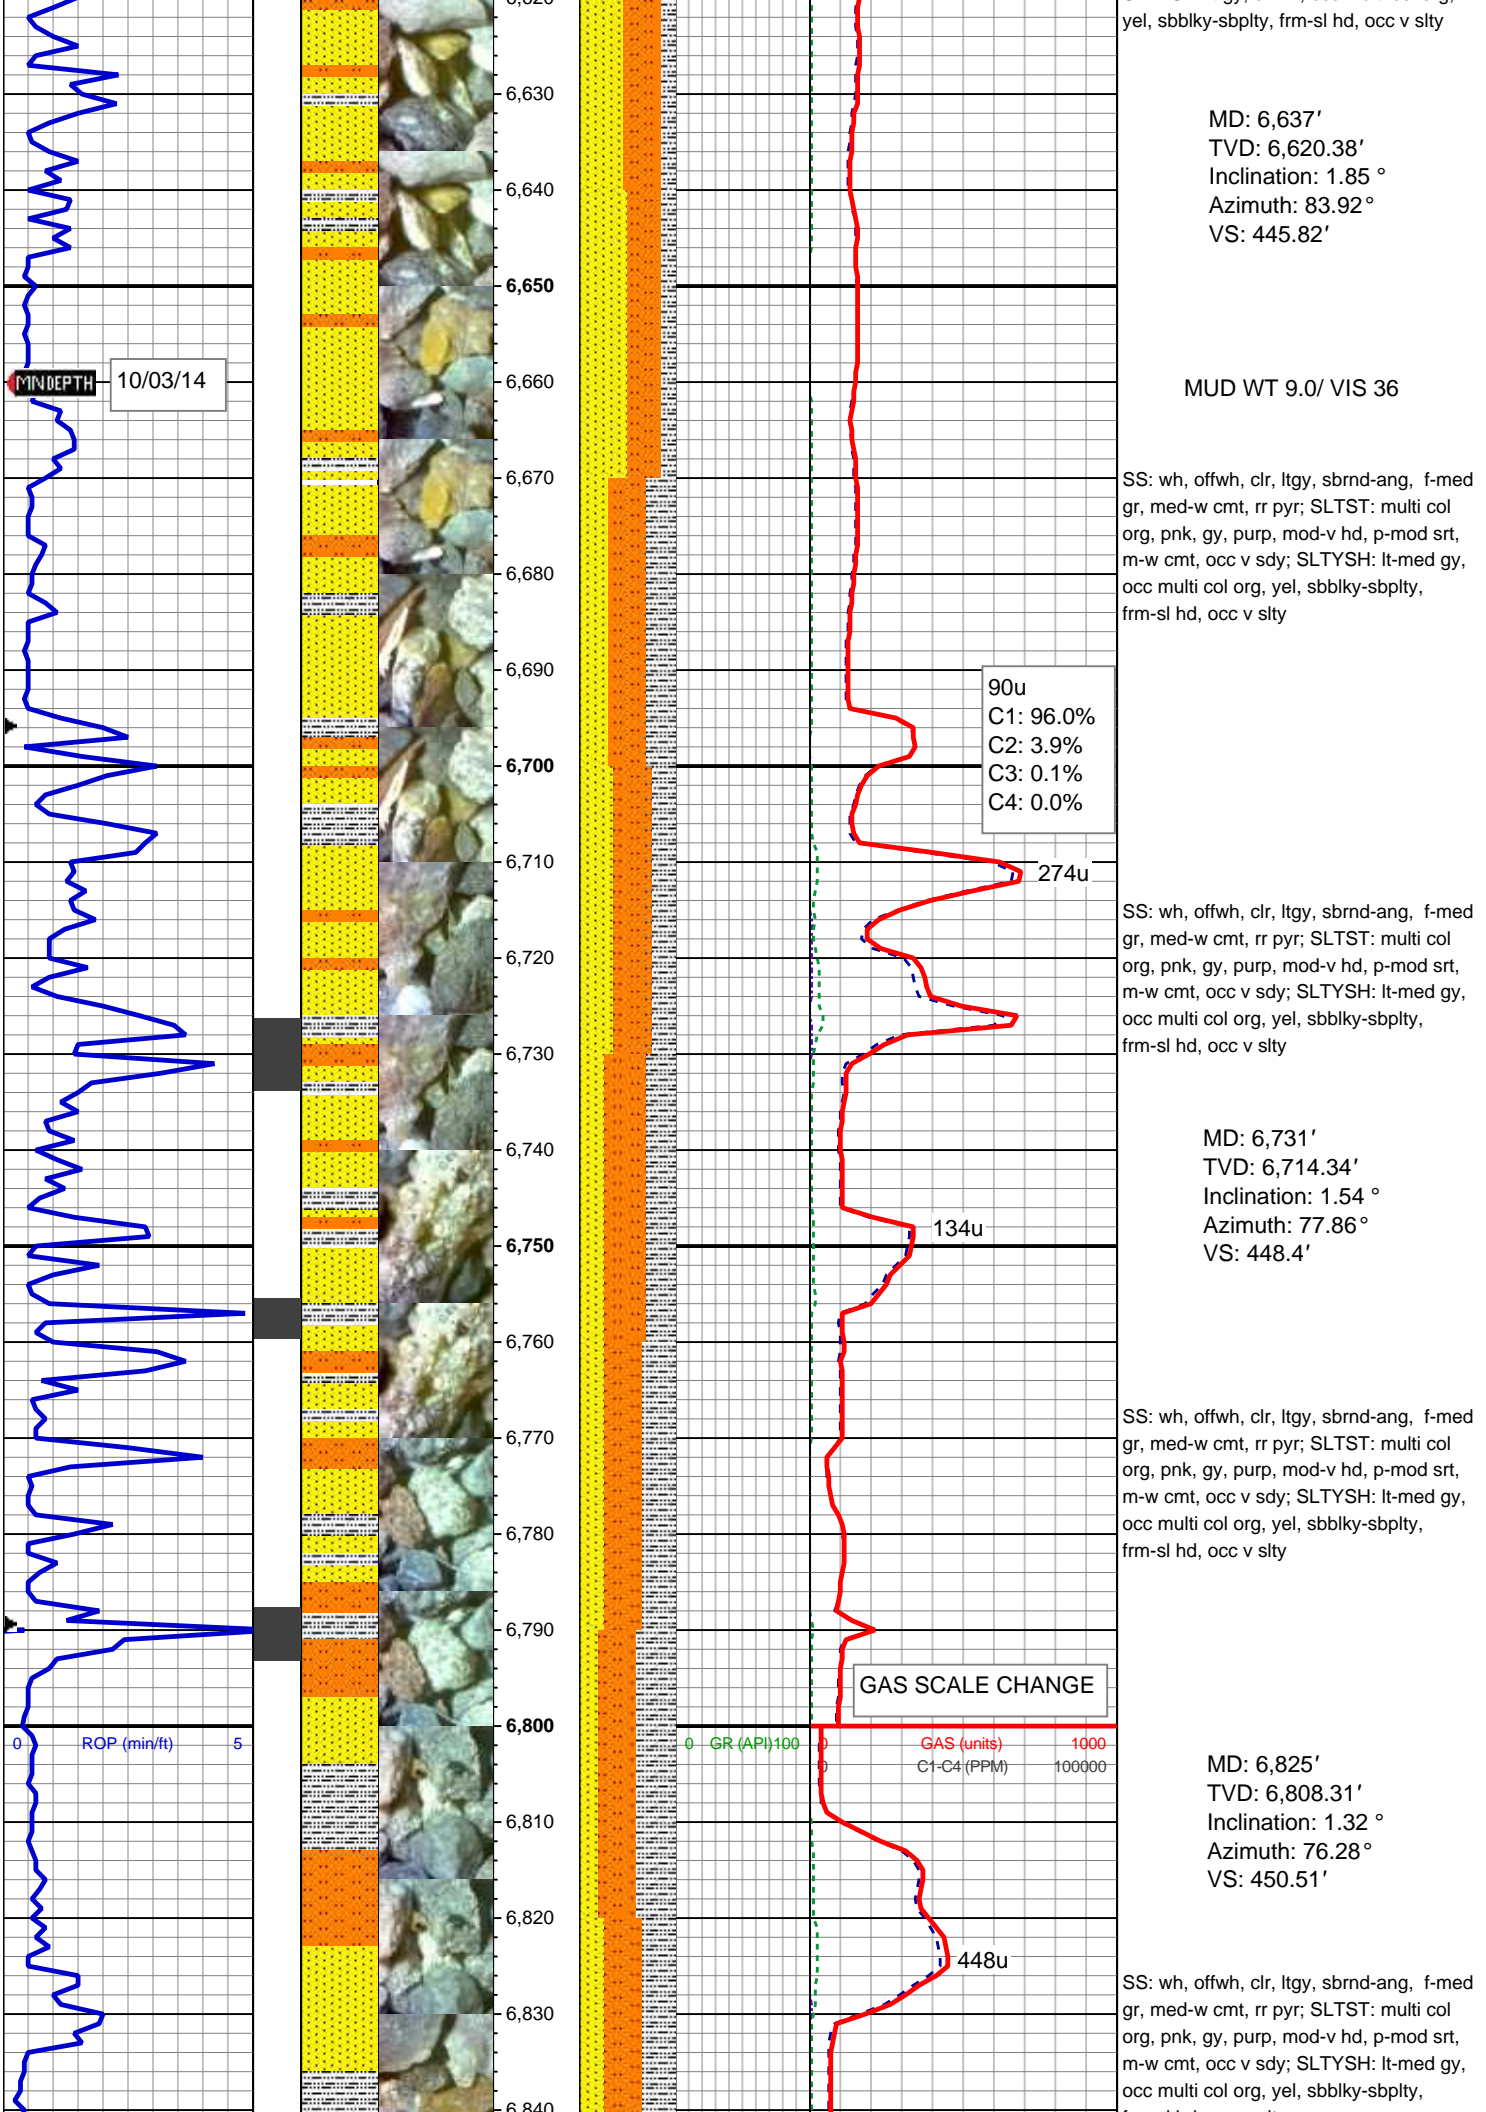 yel, sbblky-sbplty, frm-sl hd, occ v slty
6,630
MD: 6,637'
TVD: 6,620.38'
Inclination: 1.85 °
Azimuth: 83.92°
VS: 445.82'
6,640
6,650
MNDEPTH
10/03/14
6,660
MUD WT 9.0/ VIS 36
6,670
SS: wh, offwh, clr, ltgy, sbrnd-ang, f-med
gr, med-w cmt, rr pyr; SLTST: multi col
org, pnk, gy, purp, mod-v hd, p-mod srt,
m-w cmt, occ v sdy; SLTYSH: lt-med gy,
occ multi col org, yel, sbblky-sbplty,
frm-sl hd, occ v slty
6,680
6,690
90u
C1: 96.0%
C2: 3.9%
C3: 0.1%
C4: 0.0%
6,700
6,710
274u
SS: wh, offwh, clr, ltgy, sbrnd-ang, f-med
gr, med-w cmt, rr pyr; SLTST: multi col
org, pnk, gy, purp, mod-v hd, p-mod srt,
m-w cmt, occ v sdy; SLTYSH: lt-med gy,
occ multi col org, yel, sbblky-sbplty,
frm-sl hd, occ v slty
6,720
6,730
6,740
MD: 6,731'
TVD: 6,714.34'
Inclination: 1.54 °
Azimuth: 77.86°
VS: 448.4'
134u
6,750
6,760
6,770
SS: wh, offwh, clr, ltgy, sbrnd-ang, f-med
gr, med-w cmt, rr pyr; SLTST: multi col
org, pnk, gy, purp, mod-v hd, p-mod srt,
m-w cmt, occ v sdy; SLTYSH: lt-med gy,
occ multi col org, yel, sbblky-sbplty,
frm-sl hd, occ v slty
6,780
6,790
GAS SCALE CHANGE
6,800
0 ROP (min/ft) 5
0 GR (API)100
0 GAS (units) 1000
0 C1-C4 (PPM) 100000
MD: 6,825'
TVD: 6,808.31'
Inclination: 1.32 °
Azimuth: 76.28°
VS: 450.51'
6,810
6,820
448u
6,830
SS: wh, offwh, clr, ltgy, sbrnd-ang, f-med
gr, med-w cmt, rr pyr; SLTST: multi col
org, pnk, gy, purp, mod-v hd, p-mod srt,
m-w cmt, occ v sdy; SLTYSH: lt-med gy,
occ multi col org, yel, sbblky-sbplty,
6,840